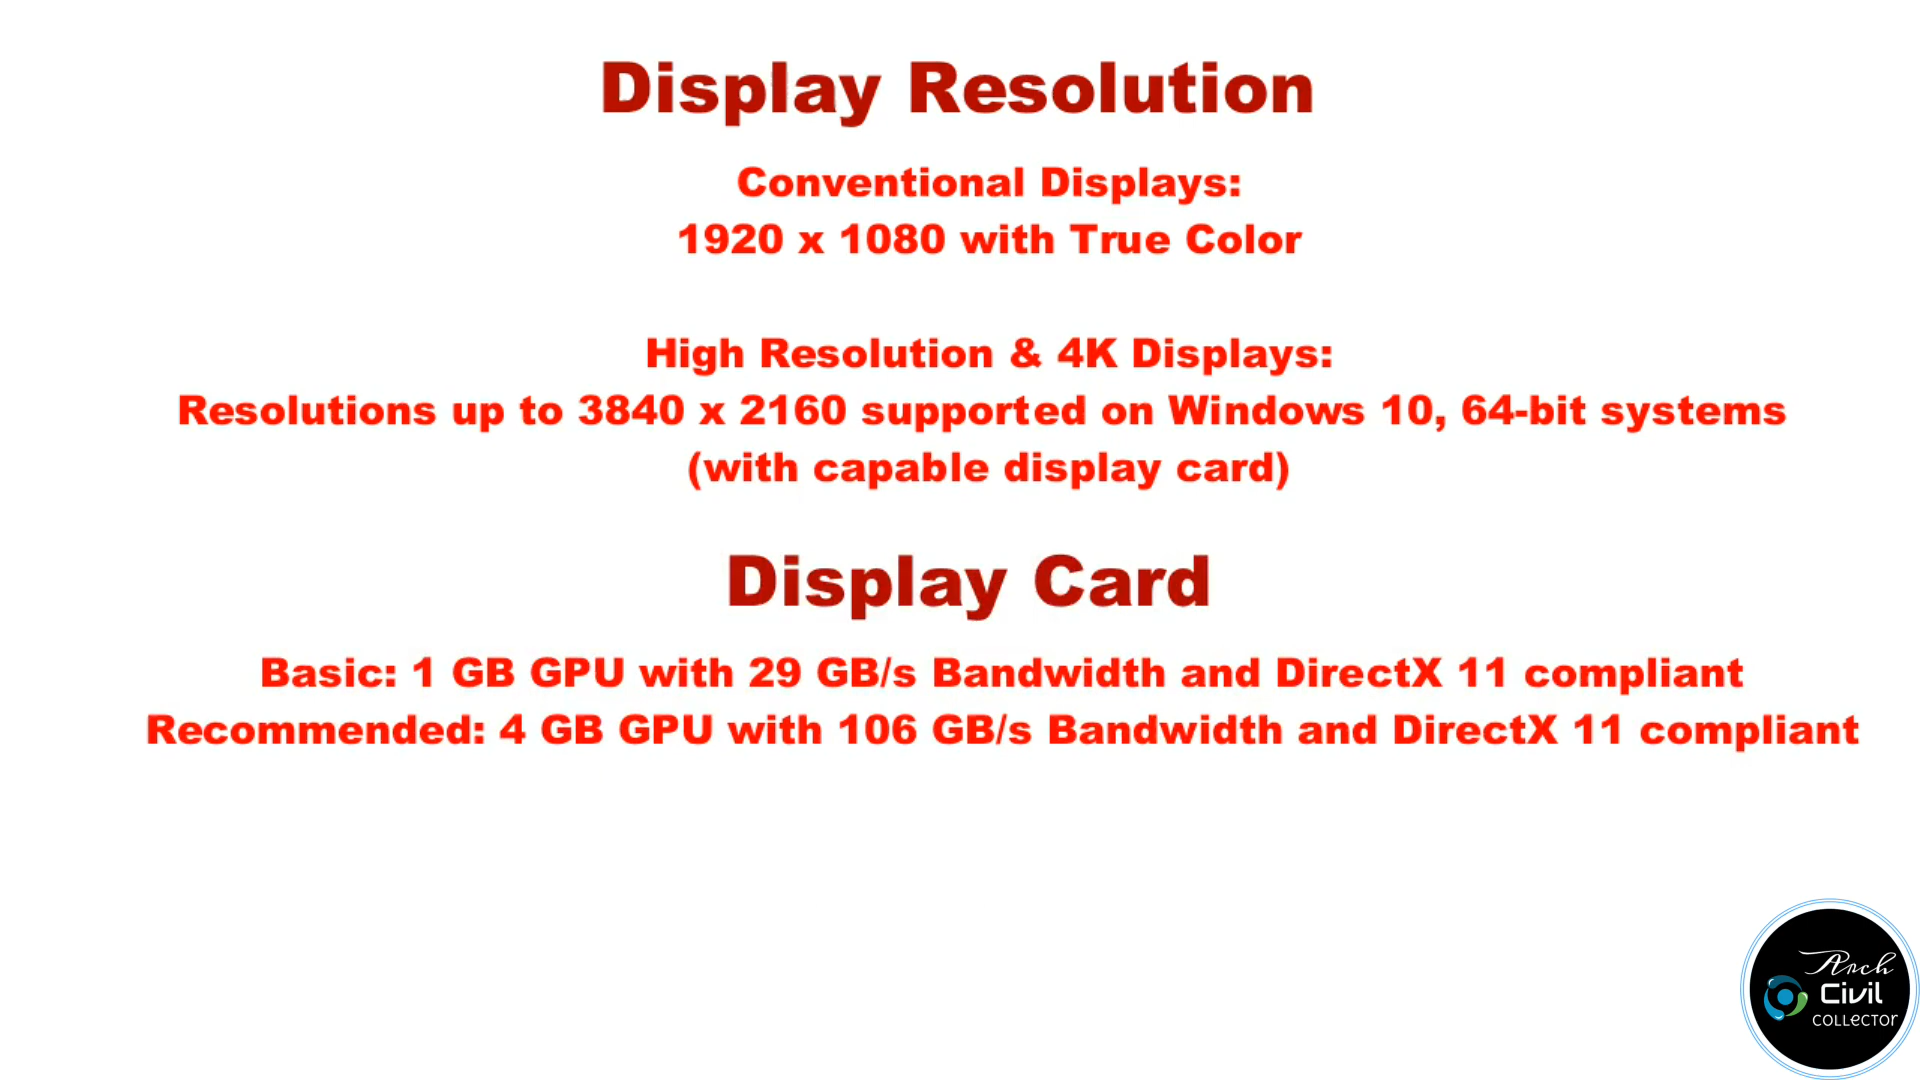 Display Resolution
Conventional Displays:
1920 x 1080 with True Color
High Resolution & 4K Displays:
Resolutions up to 3840 x 2160 supported on Windows 10, 64-bit systems
(with capable display card)
Display Card
Basic: 1 GB GPU with 29 GB/s Bandwidth and DirectX 11 compliant
Recommended: 4 GB GPU with 106 GB/s Bandwidth and DirectX 11 compliant
Arch
Civil
COLLECTOR